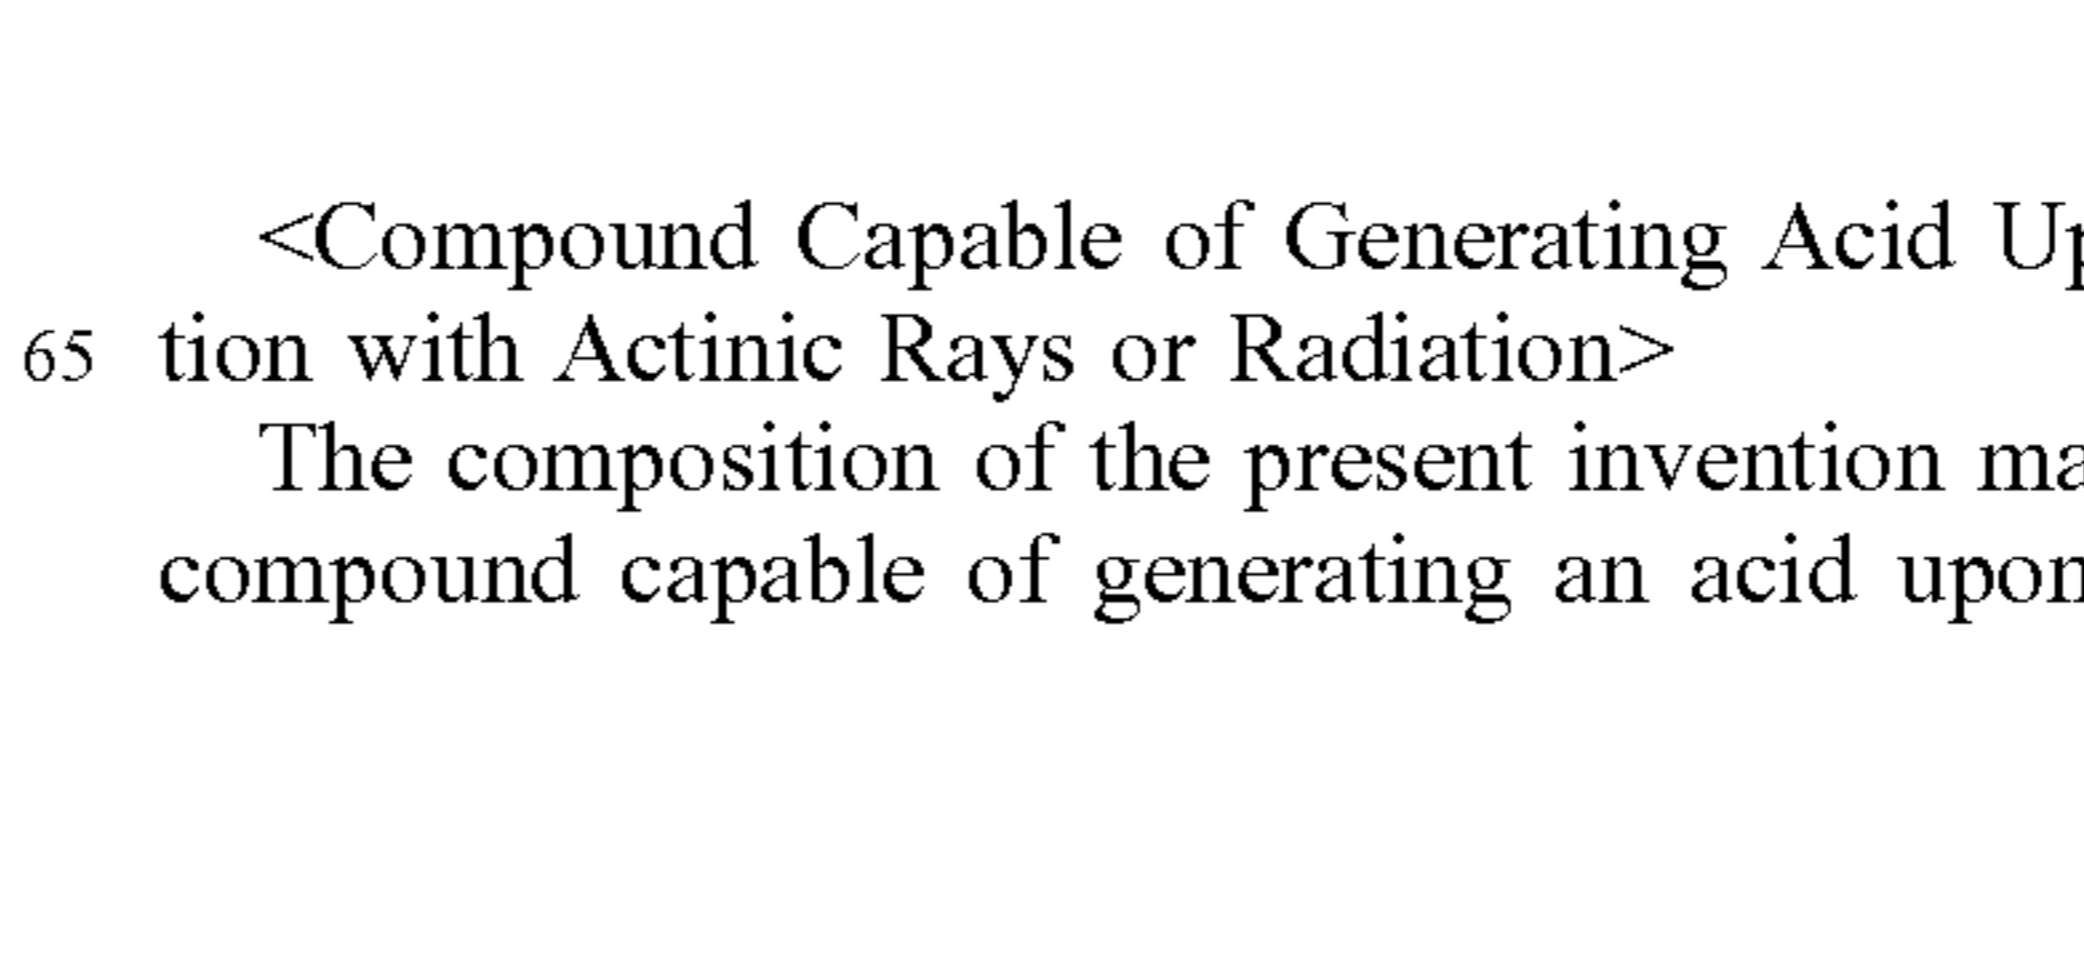 <Compound Capable of Generating Acid
65 tion with Actinic Rays or Radiation>
The composition of the present invention
compound capable of generating an acid upon